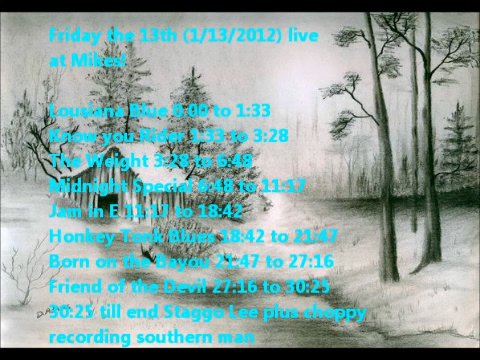 Friday the 13th (1/13/2012) live
at Mikes!
Lousiana Blue 0:00 to 1:33
Know you Rider 1:33 to 3:28
The Weight 3:28 to 6:48
Midnight Special 6:48 to 11:17
Jam in E 11:17 to 18:42
Honkey Tonk Blues 18:42 to 21:47
Born on the Bayou 21:47 to 27:16
Friend of the Devil 27:16 to 30:25
30:25 till end Staggo Lee plus choppy
recording southern man